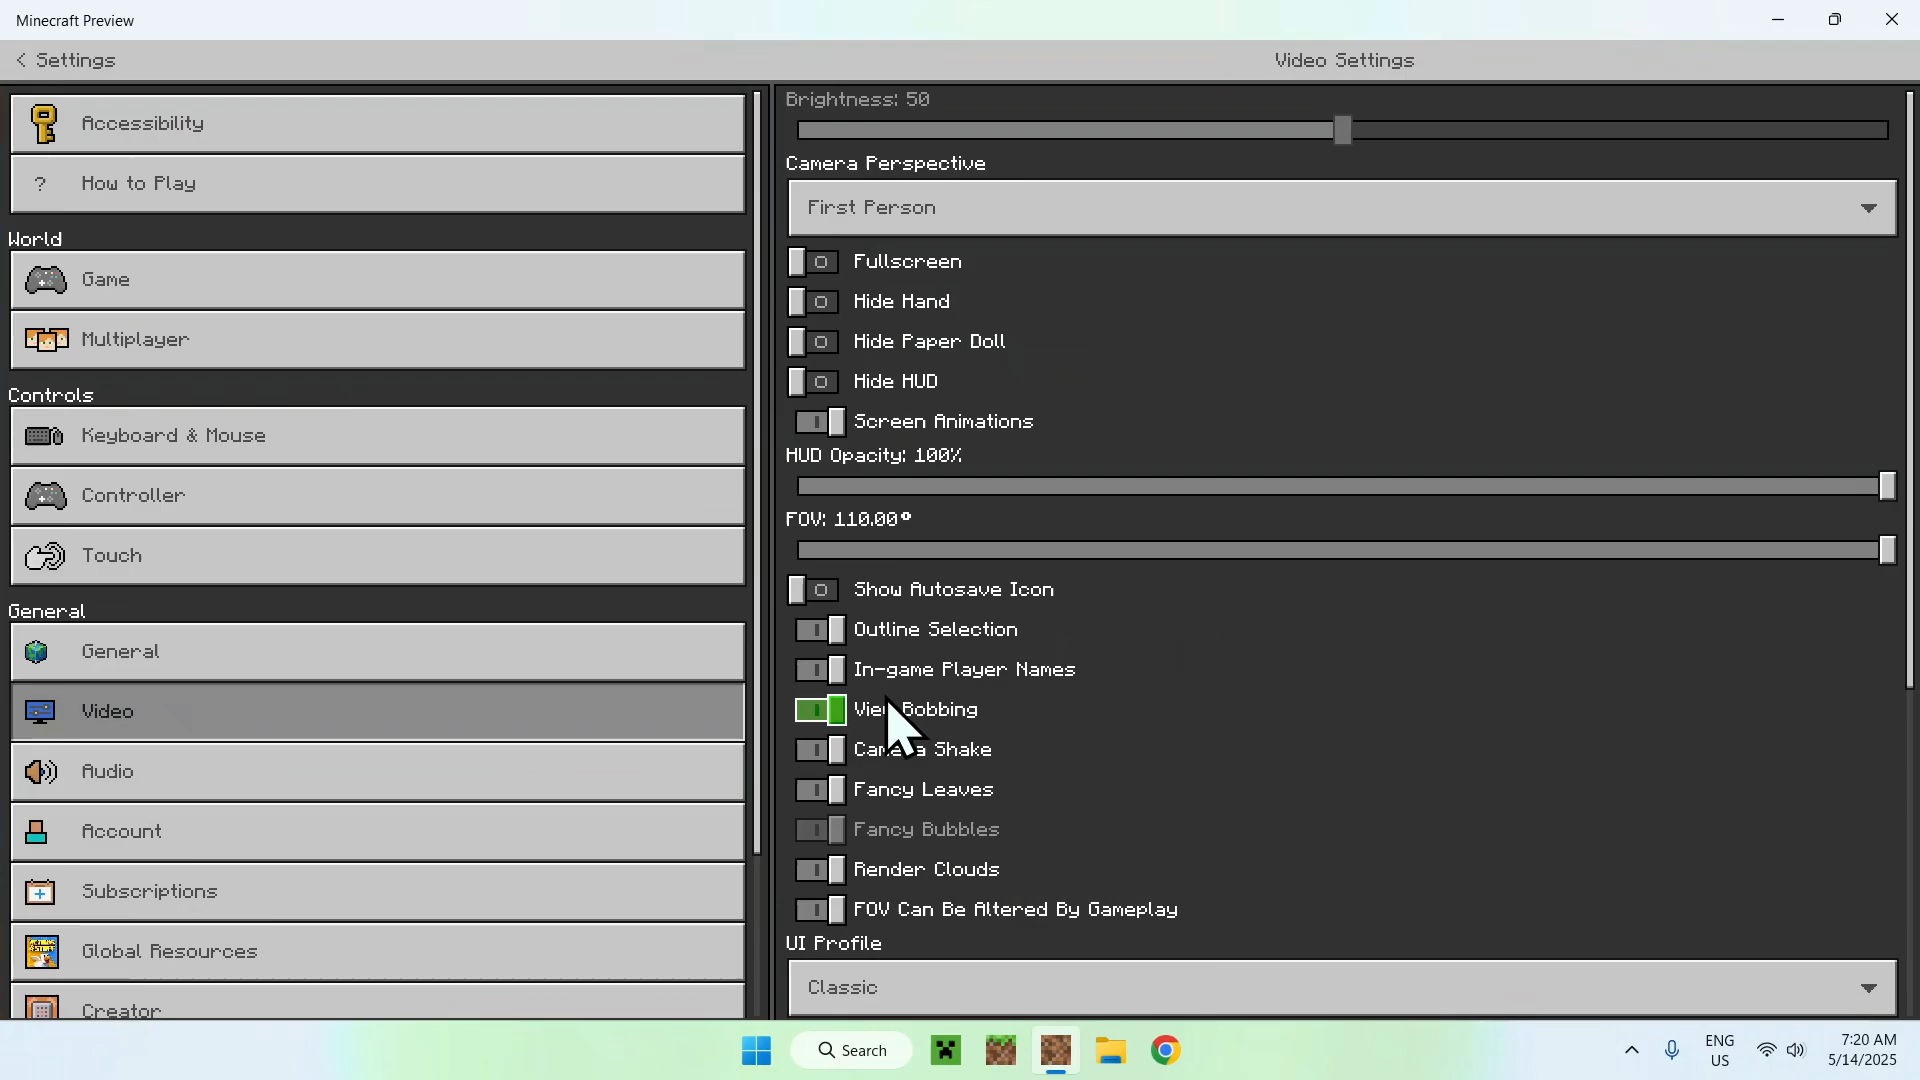 Minecraft Preview
Settings
Video Settings
Accessibility
How to Play
World
Game
Multiplayer
Controls
Keyboard & Mouse
Controller
Touch
General
General
Video
Audio
Account
Subscriptions
Global Resources
Creator
Brightness: 50
Camera Perspective
First Person
Fullscreen
Hide Hand
Hide Paper Doll
Hide HUD
Screen Animations
HUD Opacity: 100%
FOV: 110.00°
Show Autosave Icon
Outline Selection
In-game Player Names
View Bobbing
Camera Shake
Fancy Leaves
Fancy Bubbles
Render Clouds
FOV Can Be Altered By Gameplay
UI Profile
Classic
Search
ENG
US
7:20 AM
5/14/2025